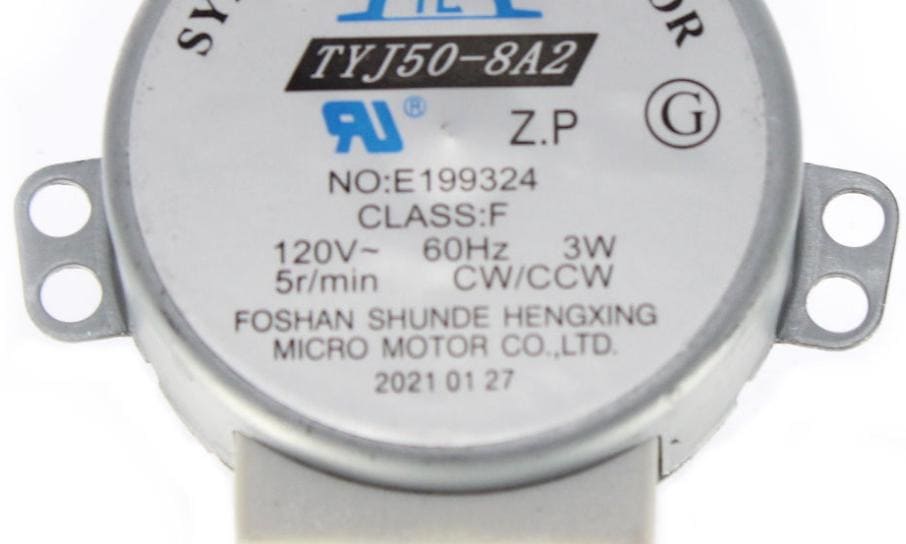 TYJ50-8A2
Z.P G
NO:E199324
CLASS:F
120V~ 60Hz 3W
5r/min CW/CCW
FOSHAN SHUNDE HENGXING
MICRO MOTOR CO.,LTD.
2021 01 27